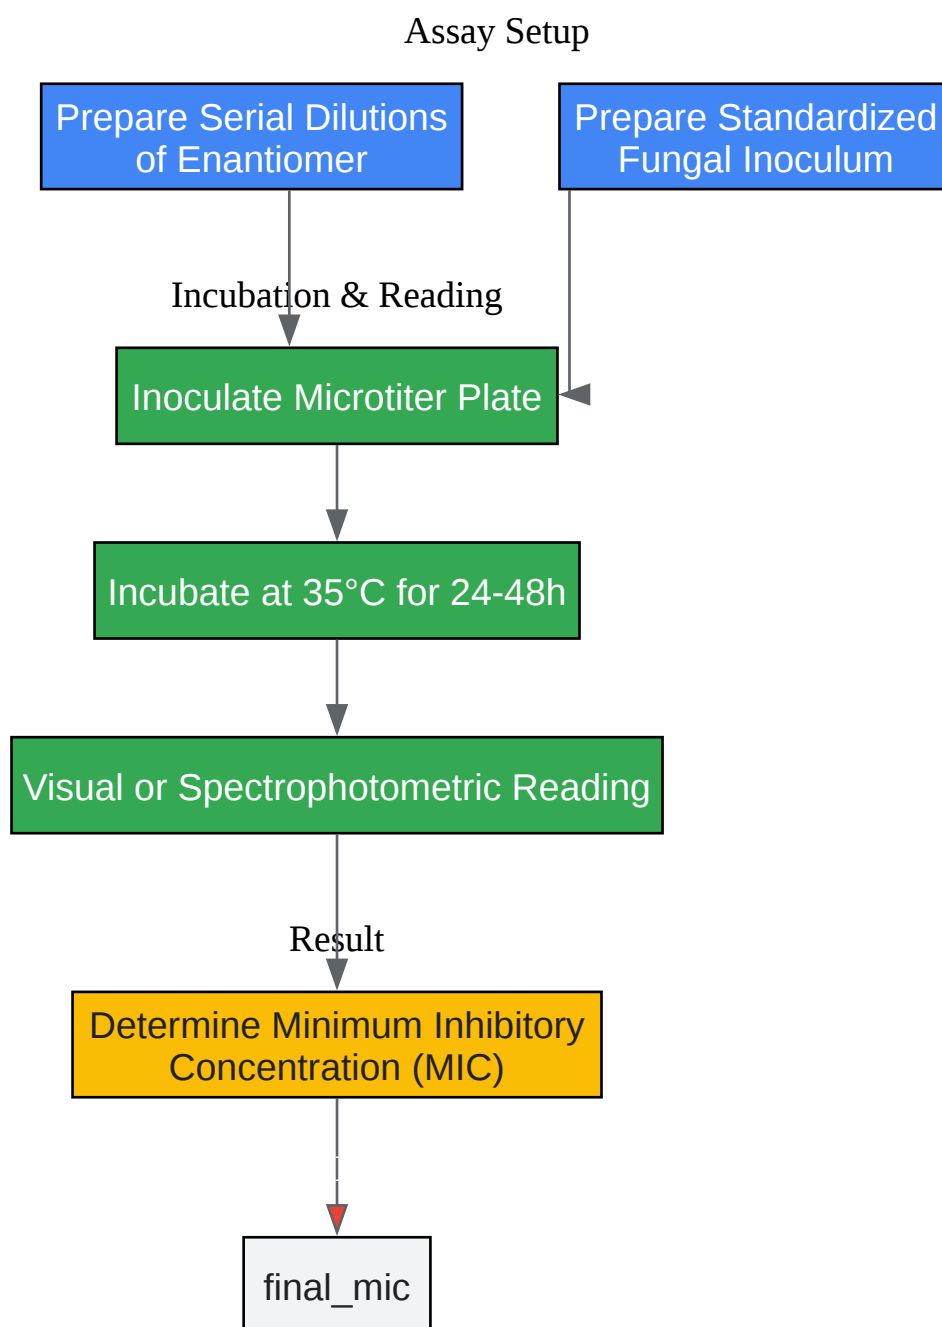 Assay Setup
Prepare Serial Dilutions
of Enantiomer
Prepare Standardized
Fungal Inoculum
Incubation & Reading
Inoculate Microtiter Plate
Incubate at 35°C for 24-48h
Visual or Spectrophotometric Reading
Result
Determine Minimum Inhibitory
Concentration (MIC)
final_mic